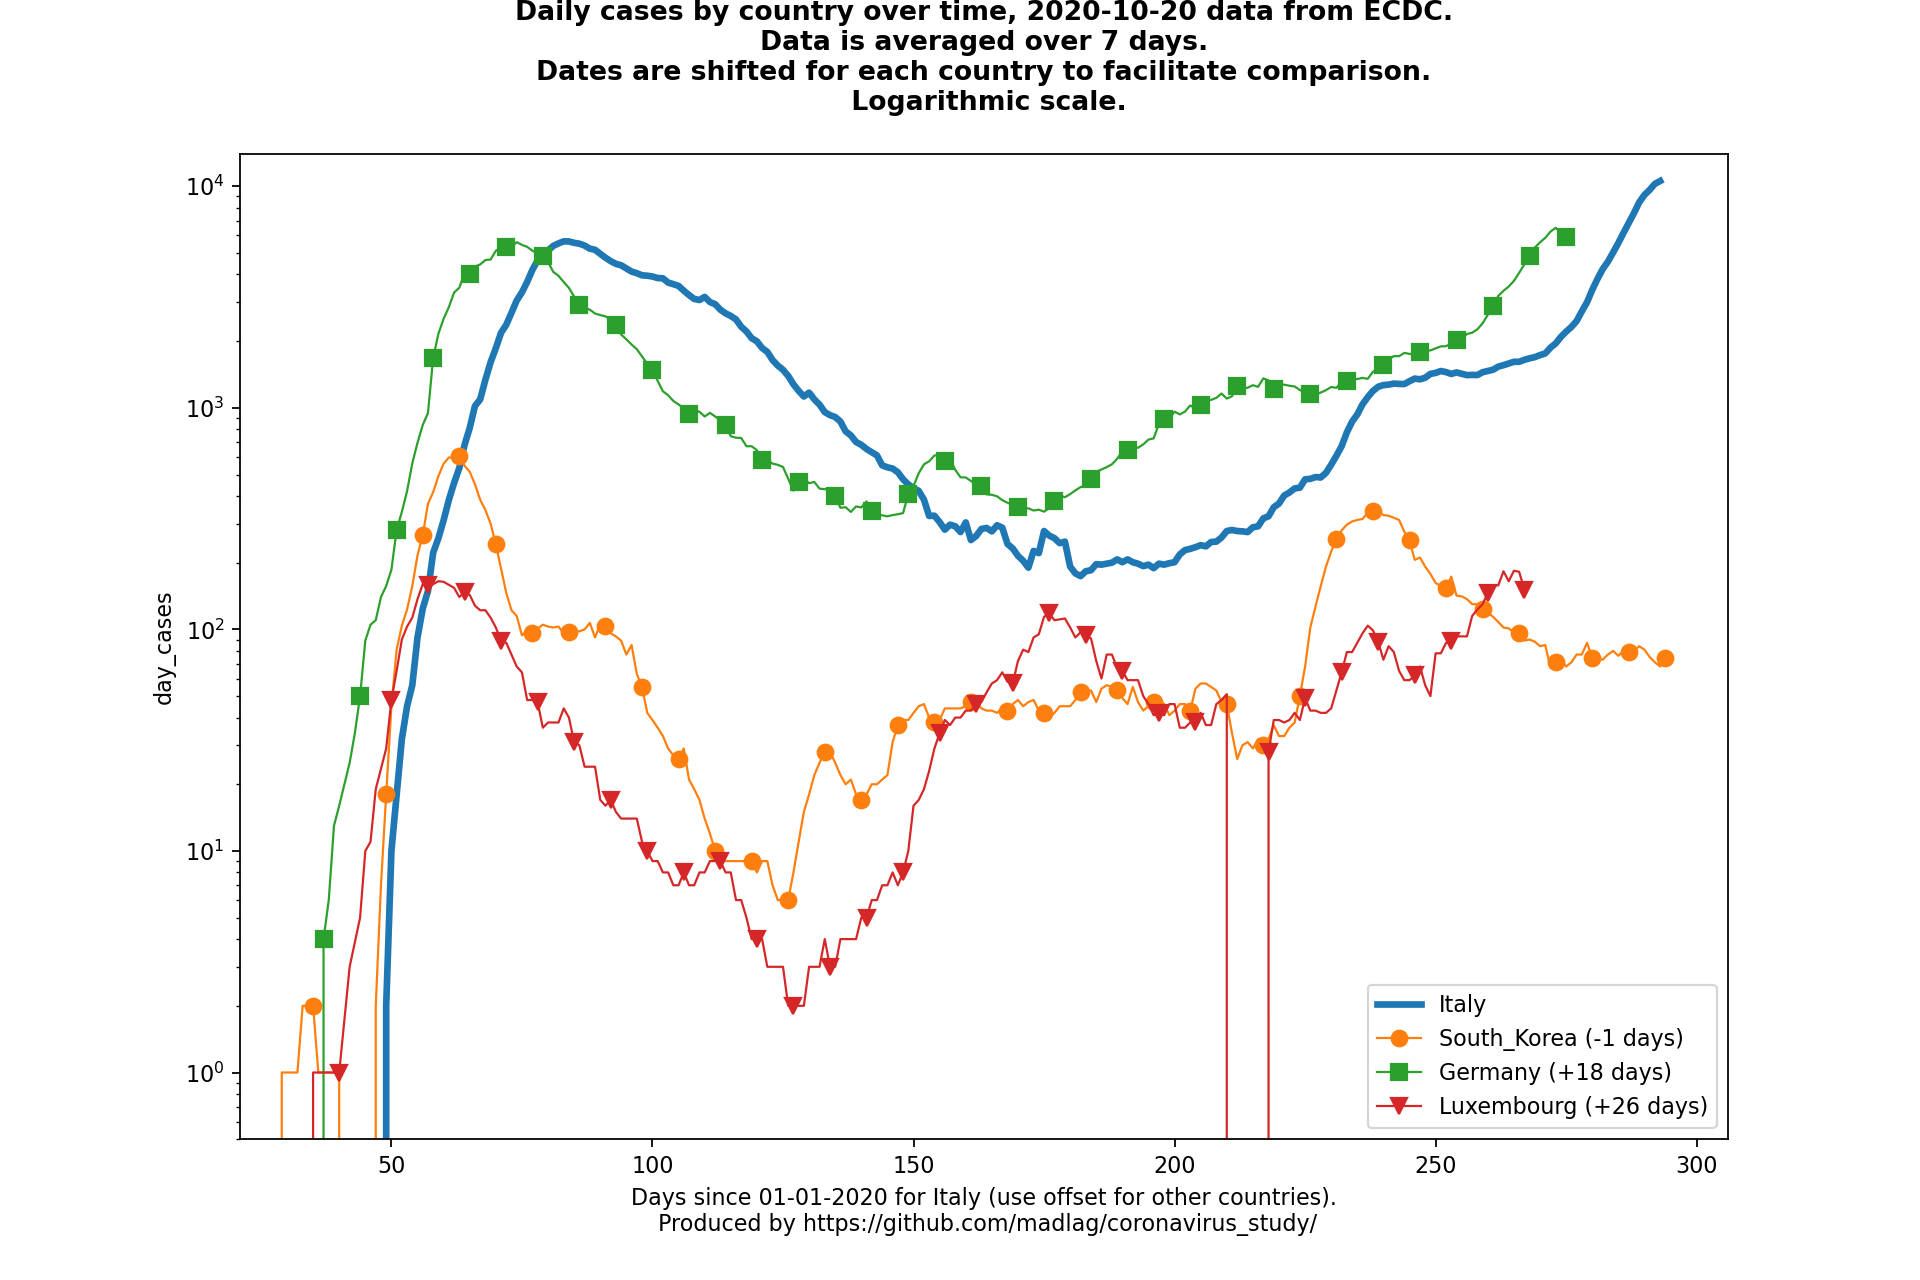 Daily cases by country over time, 2020-10-20 data from ECDC.
Data is averaged over 7 days.
Dates are shifted for each country to facilitate comparison.
Logarithmic scale.
10⁴
10³
10²
10¹
10⁰
day_cases
50
100
150
200
250
300
Italy
South_Korea (-1 days)
Germany (+18 days)
Luxembourg (+26 days)
Days since 01-01-2020 for Italy (use offset for other countries).
Produced by https://github.com/madlag/coronavirus_study/